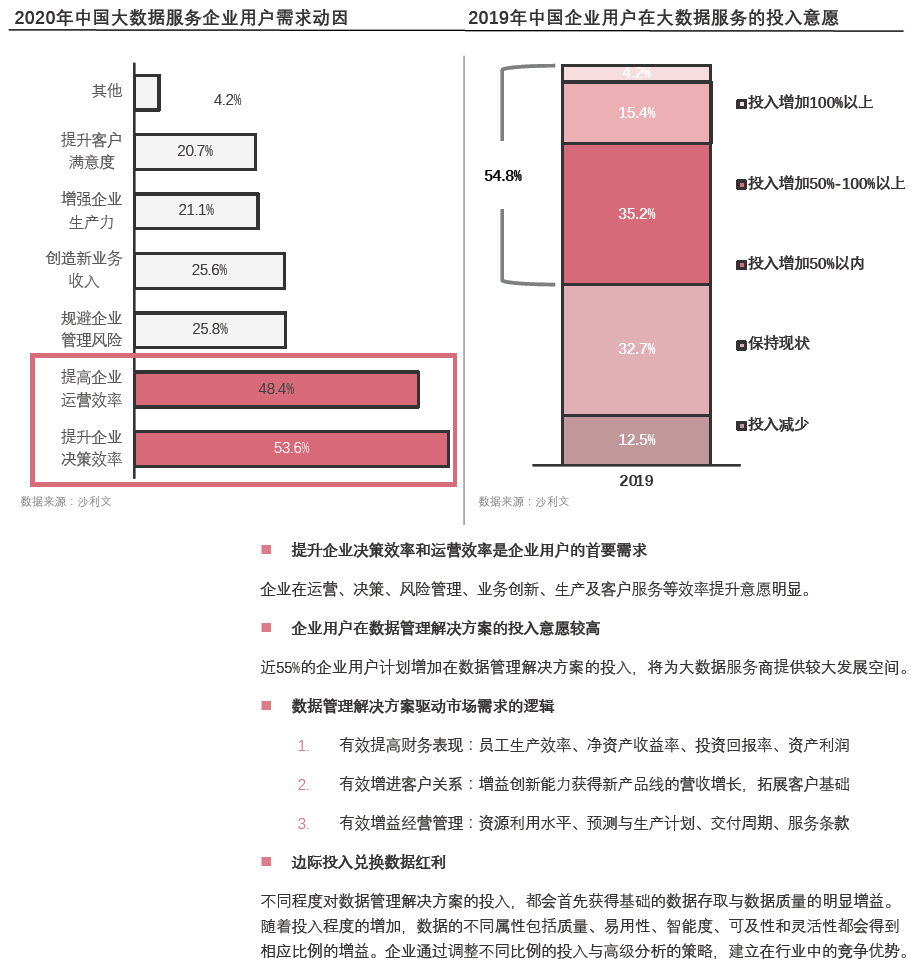 2020年中国大数据服务企业用户需求动因
其他
4.2%
提升客户
满意度
20.7%
增强企业
生产力
21.1%
创造新业务
收入
25.6%
规避企业
管理风险
25.8%
提高企业
运营效率
48.4%
提升企业
决策效率
53.6%
数据来源：沙利文
2019年中国企业用户在大数据服务的投入意愿
4.2%
15.4%
54.8%
35.2%
32.7%
12.5%
2019
投入增加100%以上
投入增加50%-100%以上
投入增加50%以内
保持现状
投入减少
数据来源：沙利文
提升企业决策效率和运营效率是企业用户的首要需求
企业在运营、决策、风险管理、业务创新、生产及客户服务等效率提升意愿明显。
企业用户在数据管理解决方案的投入意愿较高
近55%的企业用户计划增加在数据管理解决方案的投入，将为大数据服务商提供较大发展空间。
数据管理解决方案驱动市场需求的逻辑
1. 有效提高财务表现：员工生产效率、净资产收益率、投资回报率、资产利润
2. 有效增进客户关系：增益创新能力获得新产品线的营收增长，拓展客户基础
3. 有效增益经营管理：资源利用水平、预测与生产计划、交付周期、服务条款
边际投入兑换数据红利
不同程度对数据管理解决方案的投入，都会首先获得基础的数据存取与数据质量的明显增益。
随着投入程度的增加，数据的不同属性包括质量、易用性、智能度、可及性和灵活性都会得到
相应比例的增益。企业通过调整不同比例的投入与高级分析的策略，建立在行业中的竞争优势。